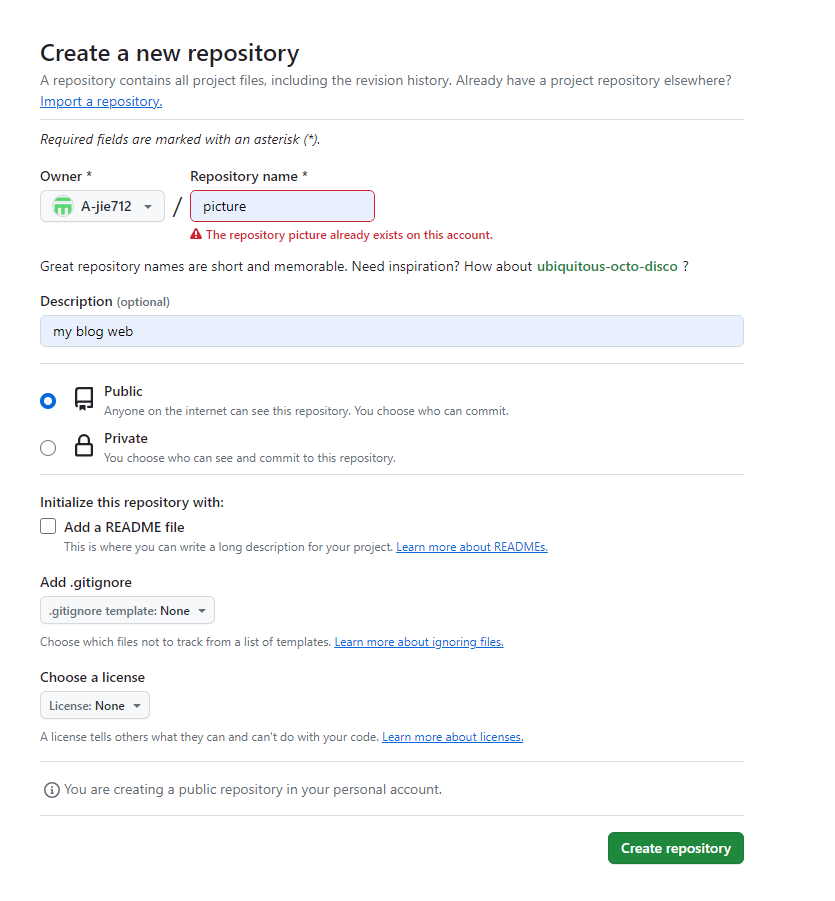 Create a new repository
A repository contains all project files, including the revision history. Already have a project repository elsewhere?
Import a repository.
Required fields are marked with an asterisk (*).
Owner * Repository name *
A-jie712 / picture
The repository picture already exists on this account.
Great repository names are short and memorable. Need inspiration? How about ubiquitous-octo-disco ?
Description (optional)
my blog web
Public
Anyone on the internet can see this repository. You choose who can commit.
Private
You choose who can see and commit to this repository.
Initialize this repository with:
Add a README file
This is where you can write a long description for your project. Learn more about READMEs.
Add .gitignore
.gitignore template: None
Choose which files not to track from a list of templates. Learn more about ignoring files.
Choose a license
License: None
A license tells others what they can and can't do with your code. Learn more about licenses.
You are creating a public repository in your personal account.
Create repository